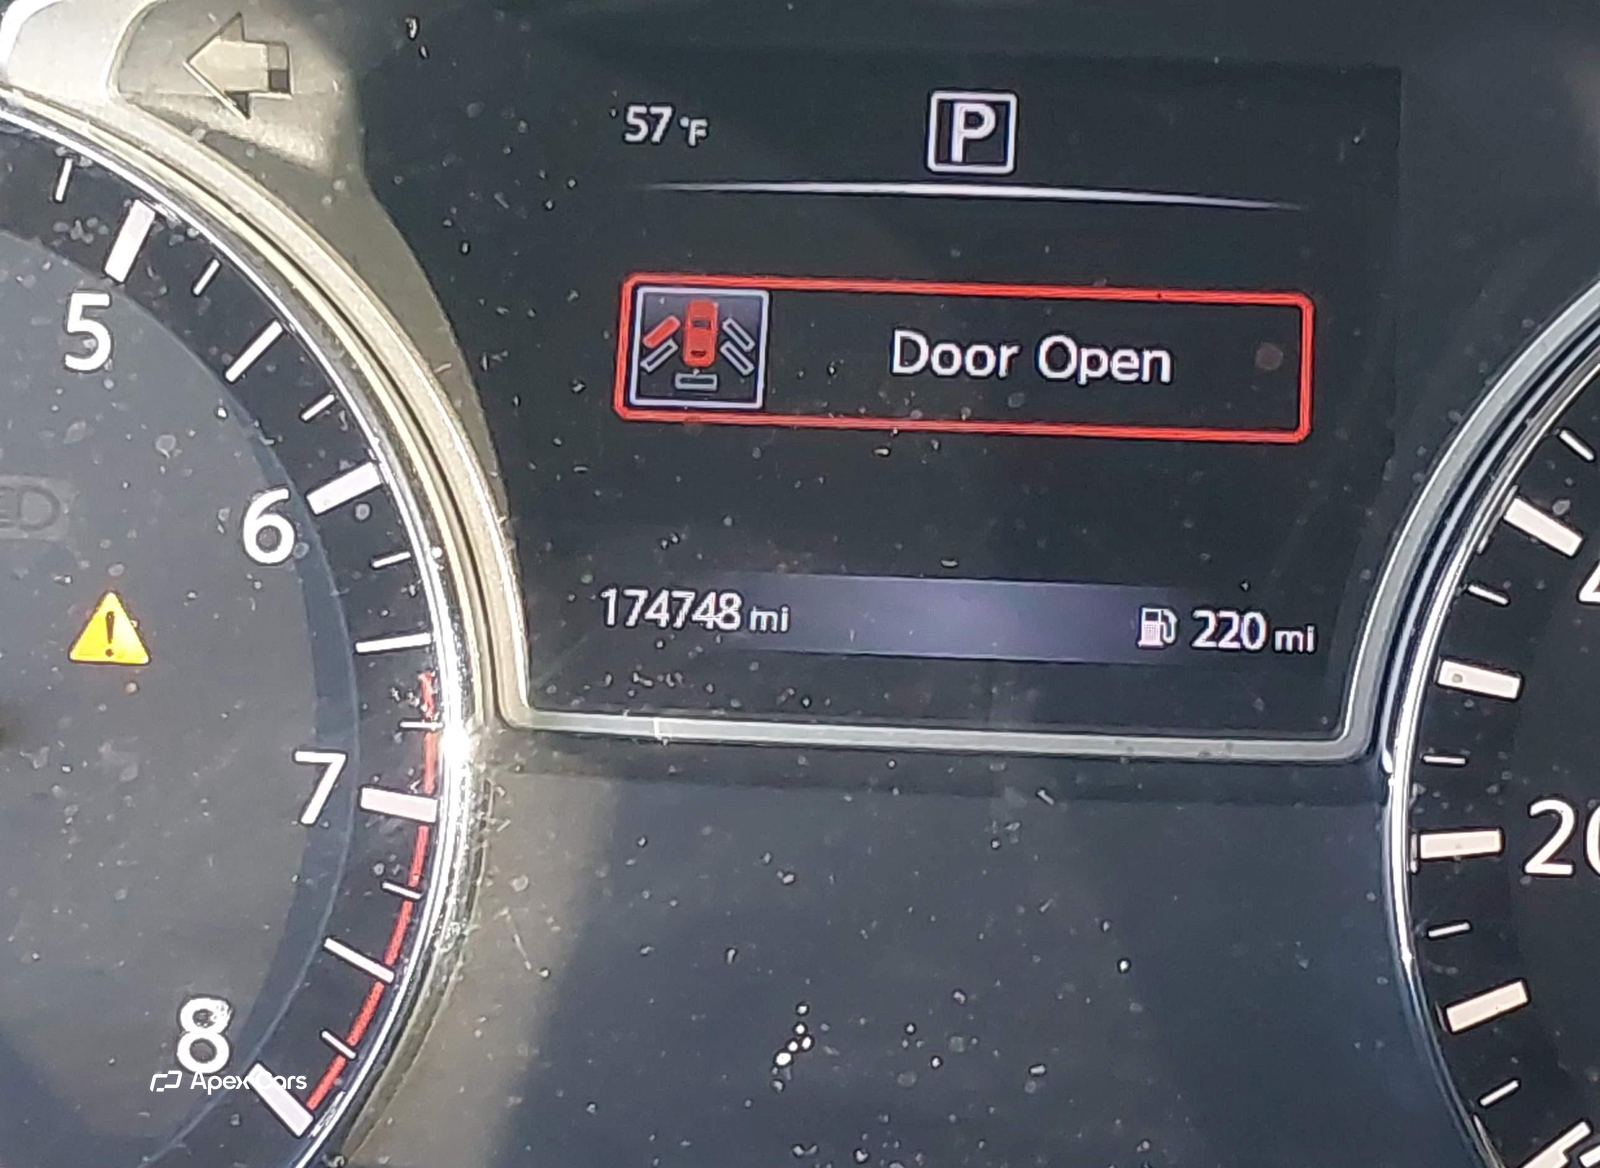 57 °F
P
Door Open
174748 mi
220 mi
5
6
7
8
20
Apex Cars